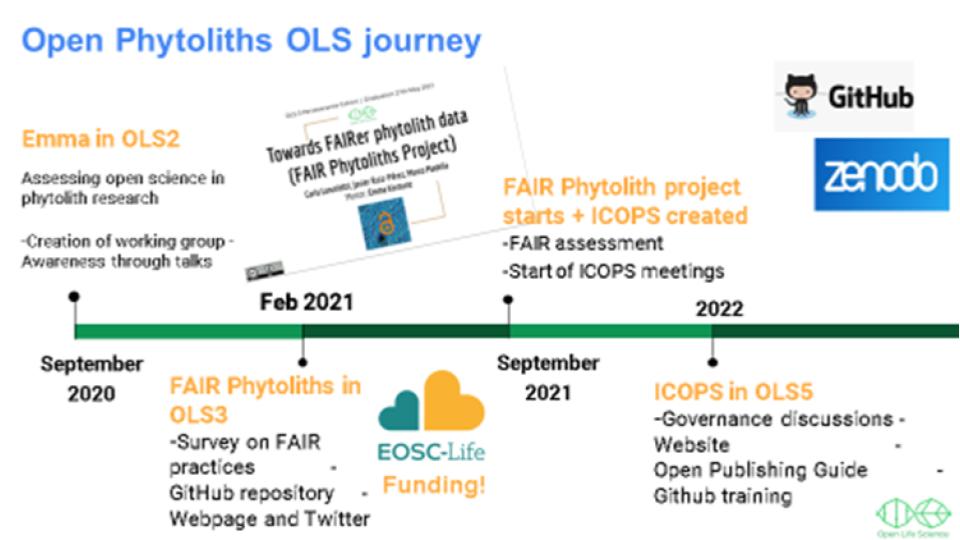 Open Phytoliths OLS journey
GitHub
zenodo
Emma in OLS2
Assessing open science in
phytolith research
-Creation of working group -
Awareness through talks
Towards FAIRer phytolith data
(FAIR Phytoliths Project)
FAIR Phytolith project
starts + ICOPS created
-FAIR assessment
-Start of ICOPS meetings
Feb 2021
2022
September
2020
September
2021
FAIR Phytoliths in
OLS3
-Survey on FAIR
practices -
GitHub repository -
Webpage and Twitter
EOSC-Life
Funding!
ICOPS in OLS5
-Governance discussions -
Website -
Open Publishing Guide -
Github training
Open Life Science